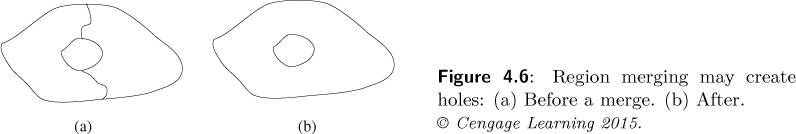 (a)
(b)
Figure 4.6: Region merging may create
holes: (a) Before a merge. (b) After.
© Cengage Learning 2015.